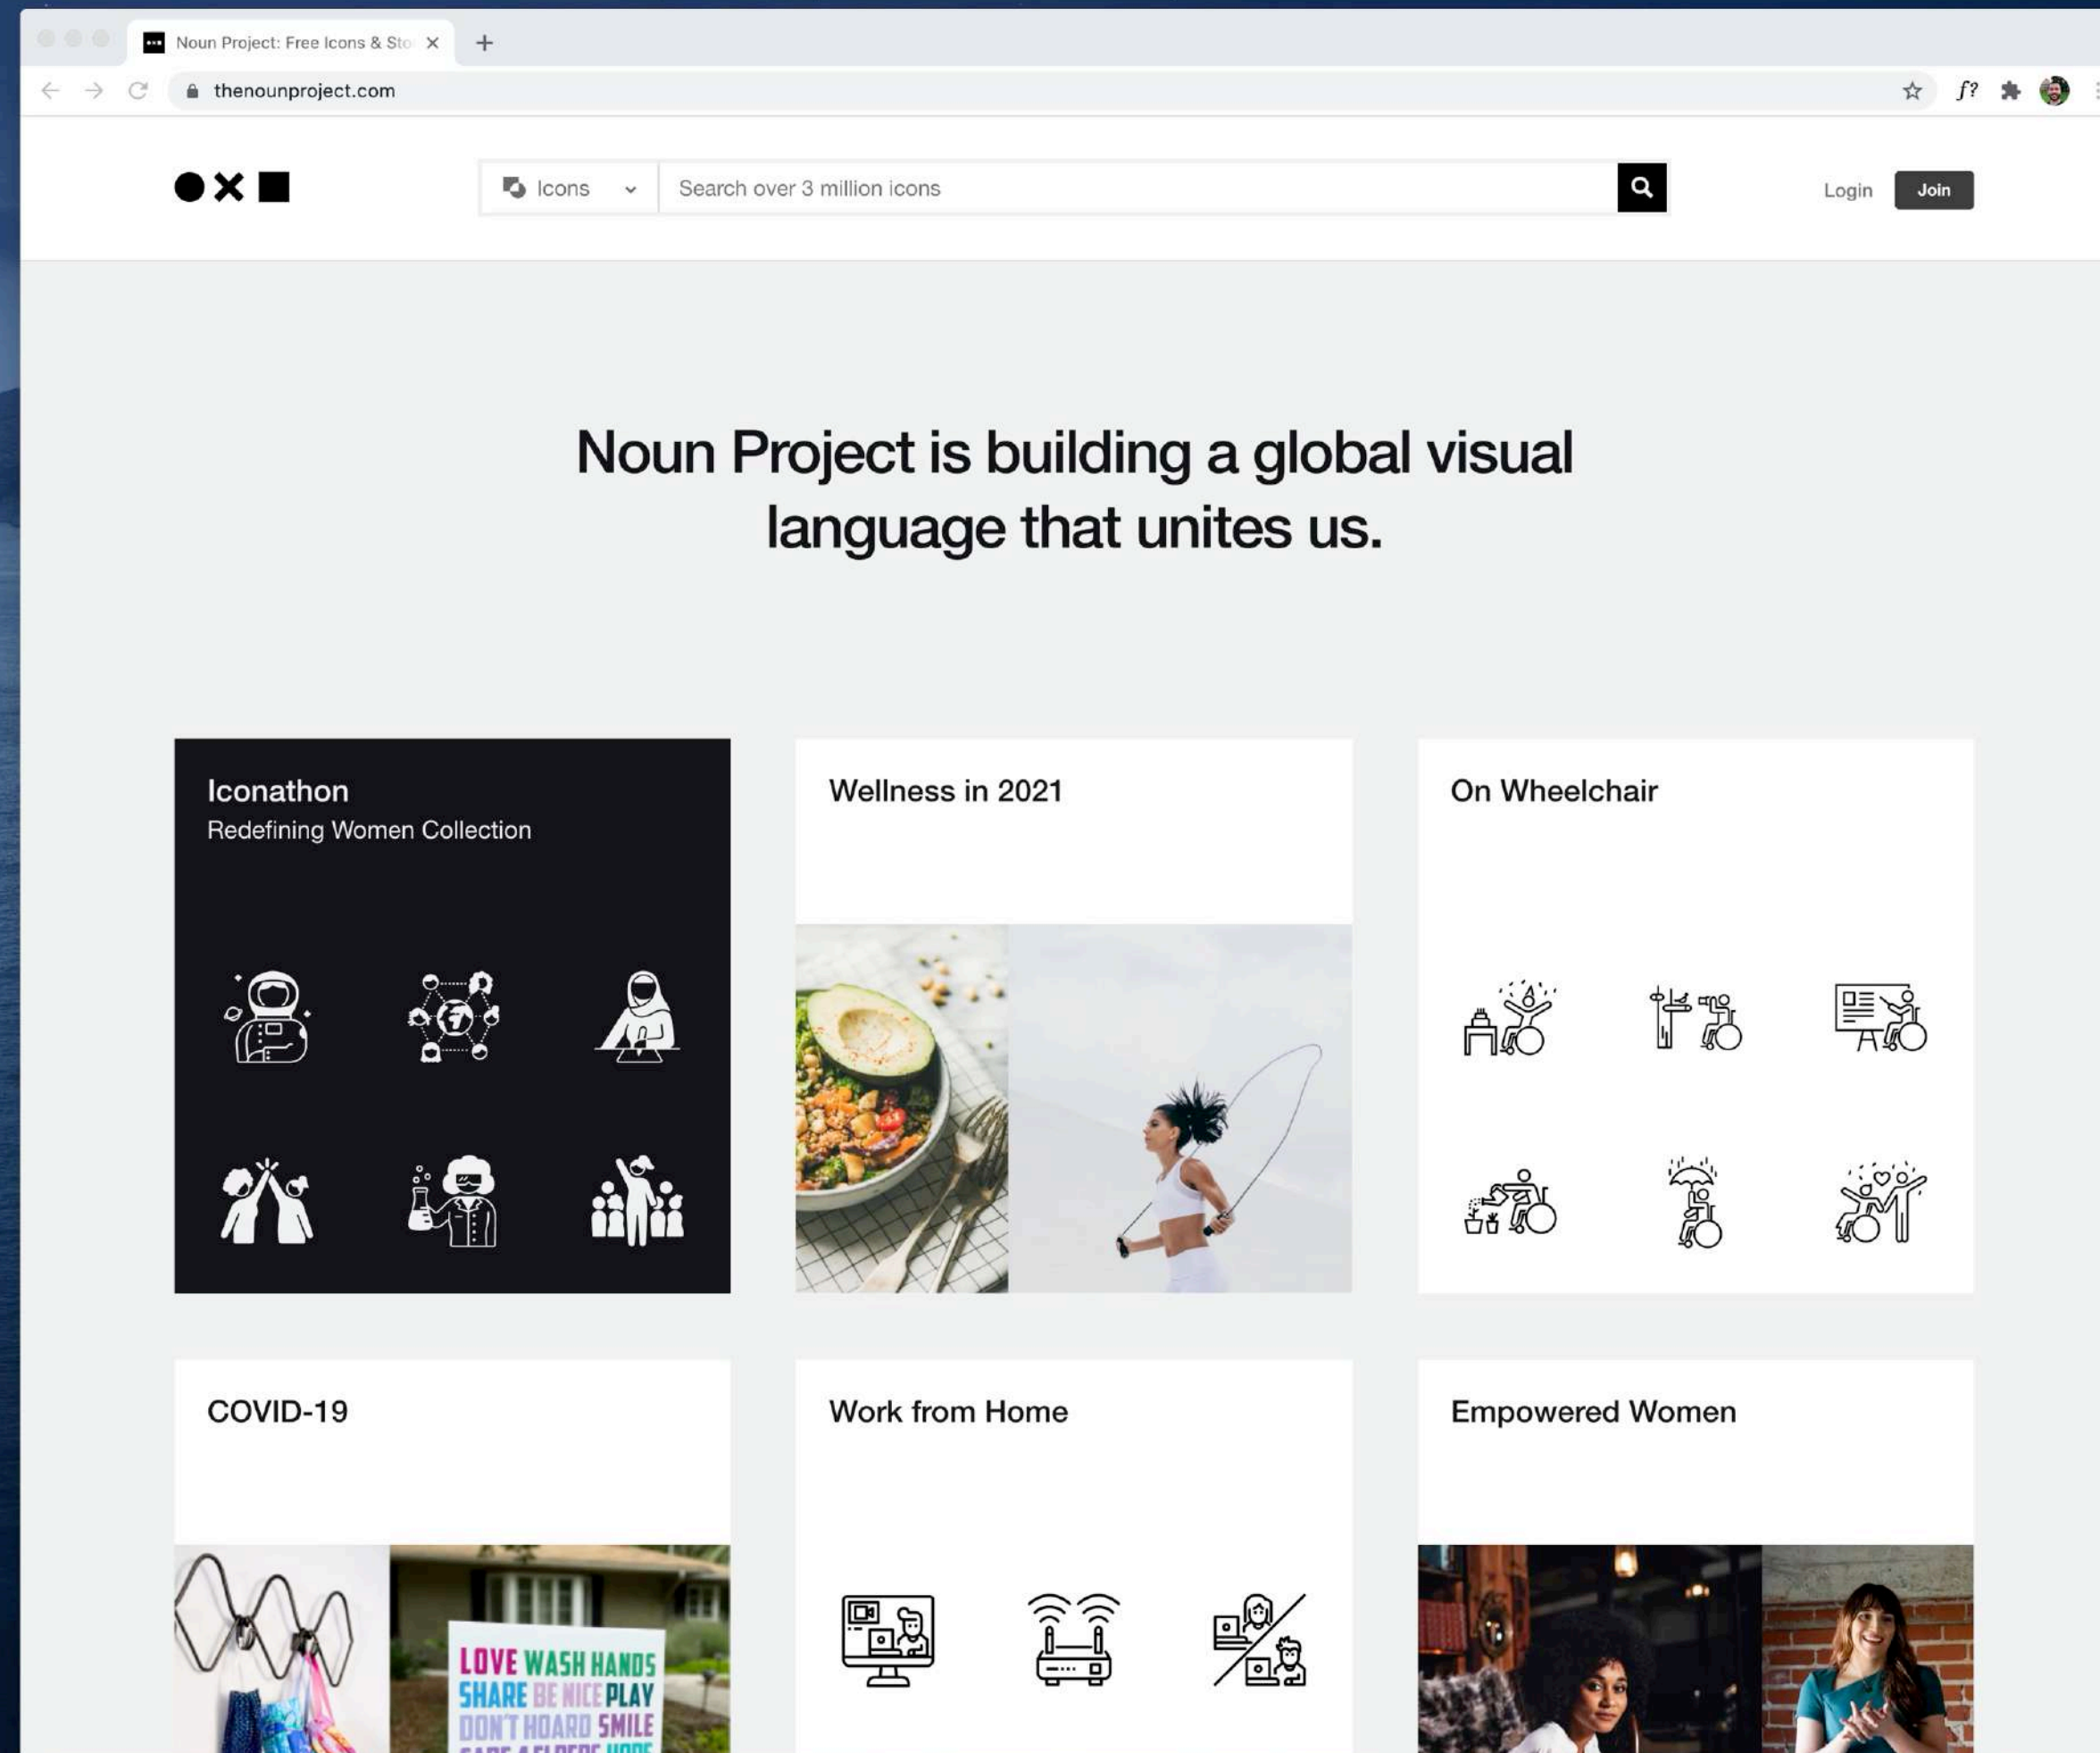 Noun Project: Free Icons & Sto
thenounproject.com
f?
Icons
Search over 3 million icons
Login
Join
Noun Project is building a global visual
language that unites us.
Iconathon
Redefining Women Collection
Wellness in 2021
On Wheelchair
COVID-19
Work from Home
Empowered Women
LOVE WASH HANDS
SHARE BE NICE PLAY
DON'T HOARD SMILE